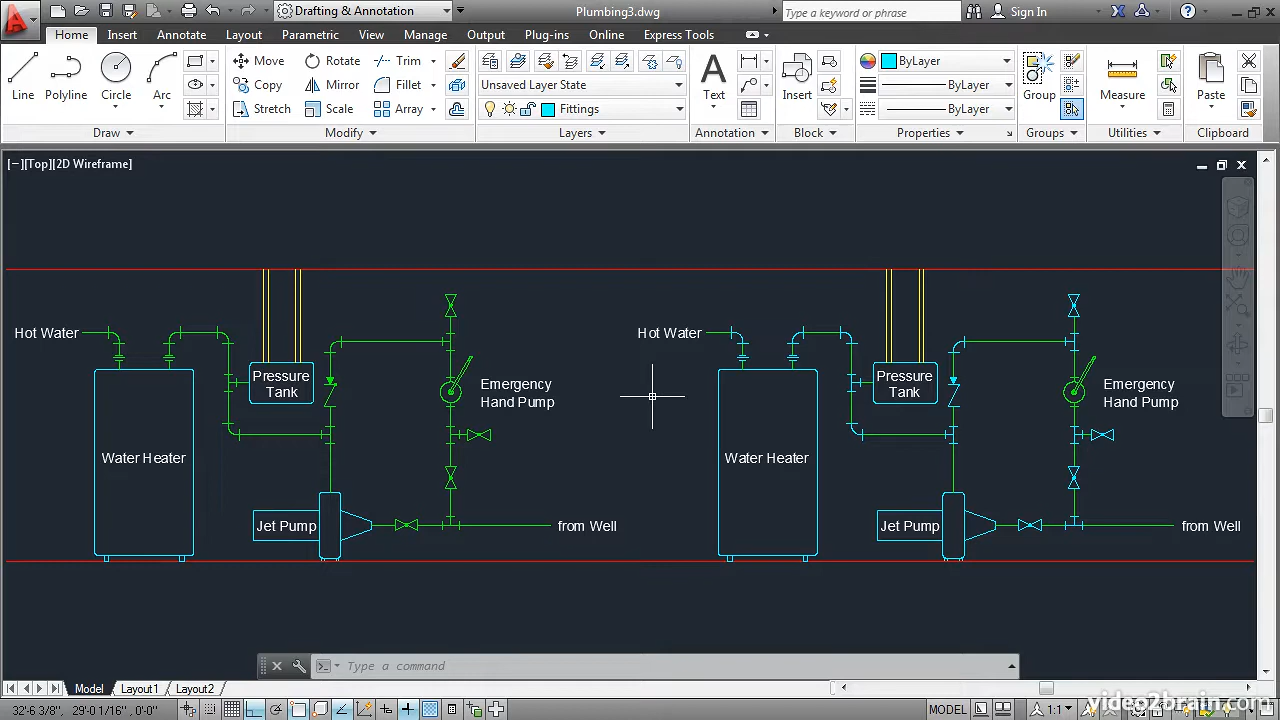 Drafting & Annotation
Plumbing3.dwg
Type a keyword or phrase
Sign In
Home
Insert
Annotate
Layout
Parametric
View
Manage
Output
Plug-ins
Online
Express Tools
Line
Polyline
Circle
Arc
Draw
Move
Rotate
Trim
Copy
Mirror
Fillet
Stretch
Scale
Array
Modify
Unsaved Layer State
Fittings
Layers
Text
Annotation
Insert
Block
ByLayer
ByLayer
ByLayer
Properties
Group
Groups
Measure
Utilities
Paste
Clipboard
[−][Top][2D Wireframe]
Hot Water
Pressure
Tank
Emergency
Hand Pump
Water Heater
Jet Pump
from Well
Hot Water
Pressure
Tank
Emergency
Hand Pump
Water Heater
Jet Pump
from Well
Type a command
Model
Layout1
Layout2
32'-6 3/8", 29'-0 1/16" , 0'-0"
MODEL
1:1
video2brain.com